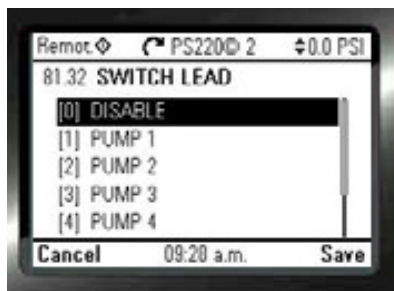 Remot PS220© 2 0.0 PSI
81.32 SWITCH LEAD
[0] DISABLE
[1] PUMP 1
[2] PUMP 2
[3] PUMP 3
[4] PUMP 4
Cancel 09:28 a.m. Save